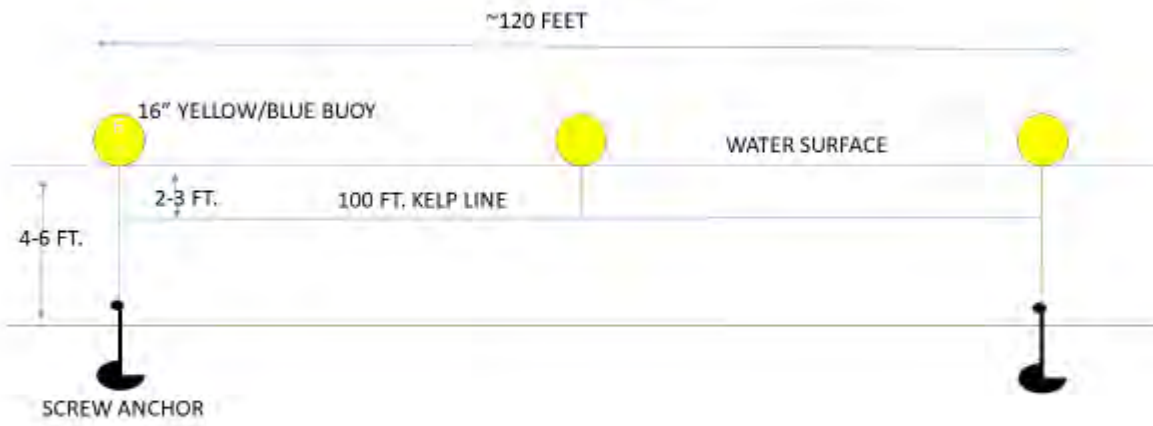 ~120 FEET
16” YELLOW/BLUE BUOY
WATER SURFACE
2-3 FT.
100 FT. KELP LINE
4-6 FT.
SCREW ANCHOR